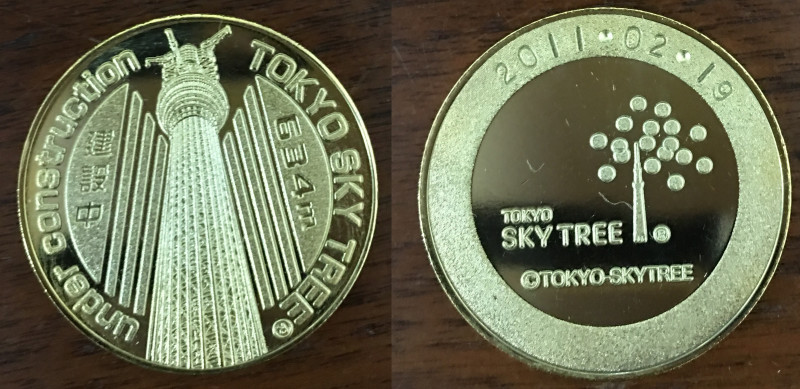 under construction
TOKYO SKY TREE®
建設中
634m
2011・02・19
TOKYO
SKY TREE®
©TOKYO-SKYTREE